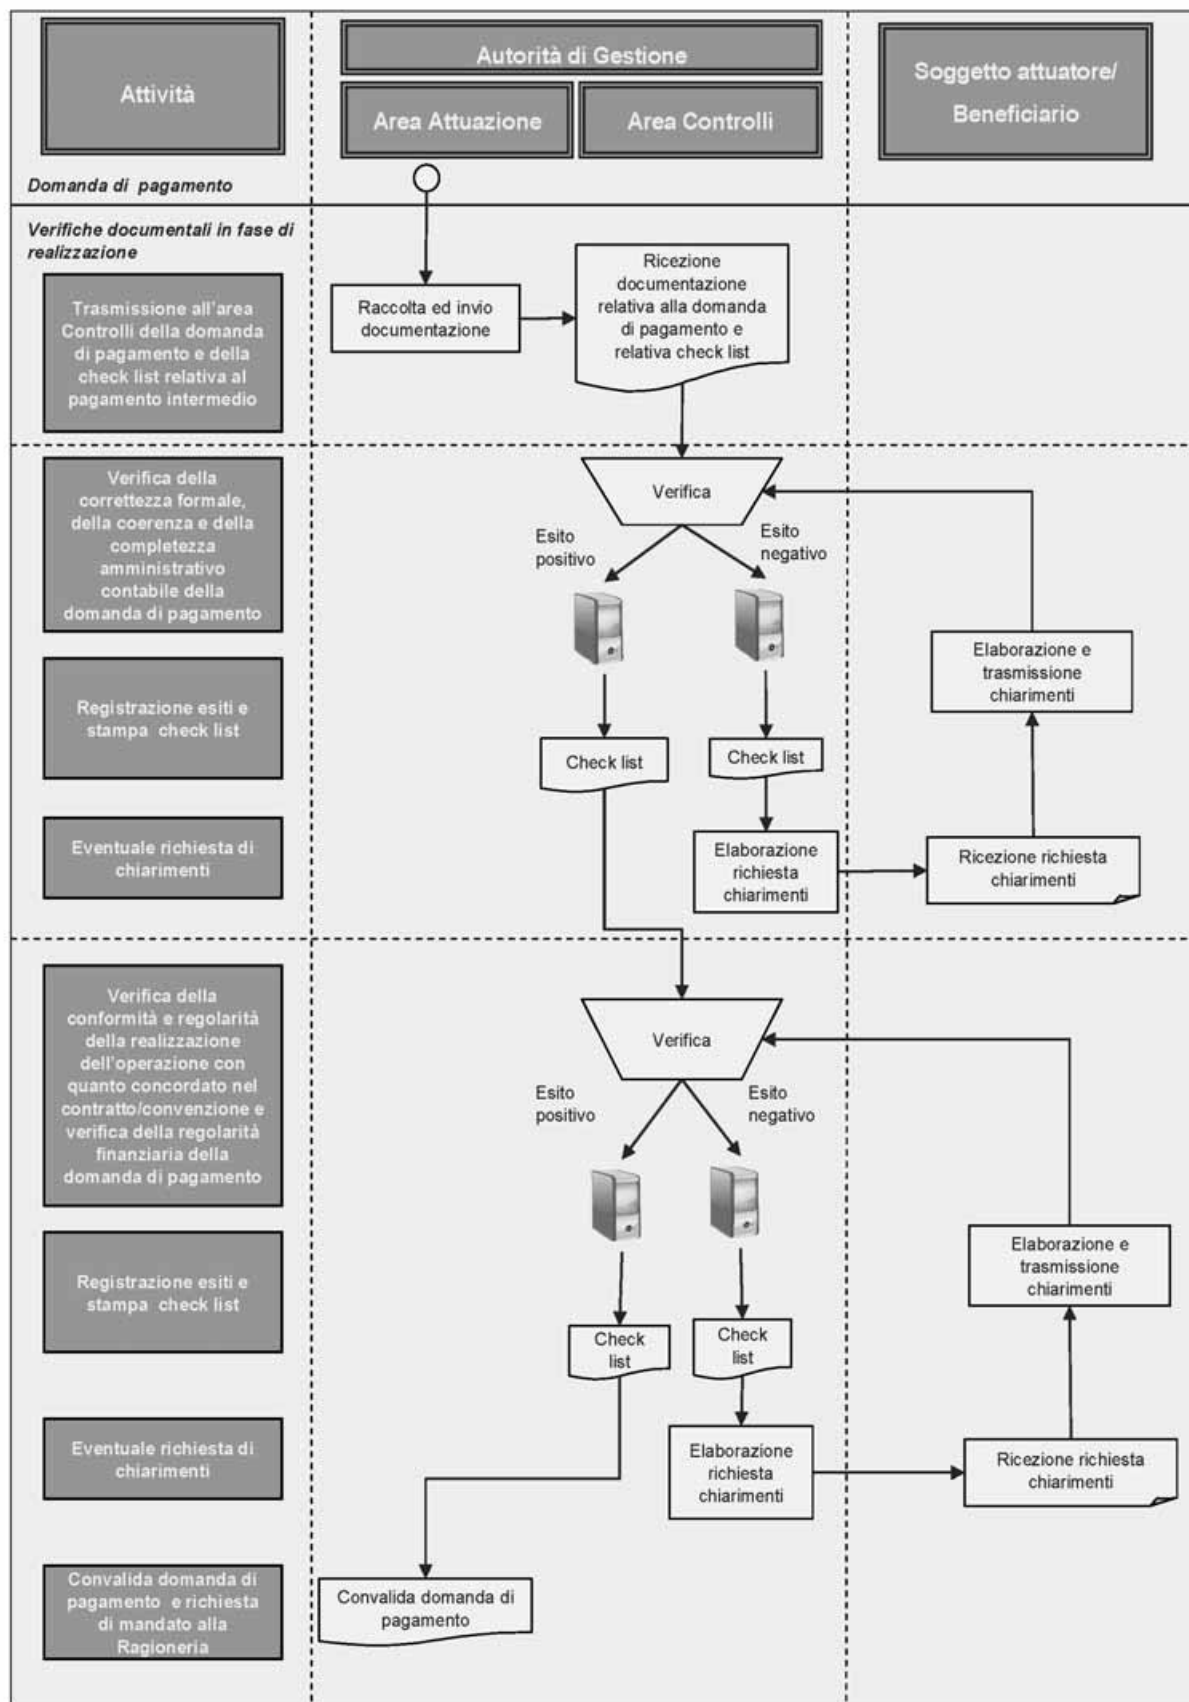 Attività
Autorità di Gestione
Area Attuazione
Area Controlli
Soggetto attuatore/
Beneficiario
Domanda di pagamento
Verifiche documentali in fase di
realizzazione
Trasmissione all'area
Controlli della domanda
di pagamento e della
check list relativa al
pagamento intermedio
Raccolta ed invio
documentazione
Ricezione
documentazione
relativa alla domanda
di pagamento e
relativa check list
Verifica della
correttezza formale,
della coerenza e della
completezza
amministrativo
contabile della
domanda di pagamento
Verifica
Esito
positivo
Esito
negativo
Elaborazione e
trasmissione
chiarimenti
Registrazione esiti e
stampa check list
Check list
Check list
Eventuale richiesta di
chiarimenti
Elaborazione
richiesta
chiarimenti
Ricezione richiesta
chiarimenti
Verifica della
conformità e regolarità
della realizzazione
dell'operazione con
quanto concordato nel
contratto/convenzione e
verifica della regolarità
finanziaria della
domanda di pagamento
Verifica
Esito
positivo
Esito
negativo
Registrazione esiti e
stampa check list
Elaborazione e
trasmissione
chiarimenti
Check
list
Check
list
Eventuale richiesta di
chiarimenti
Elaborazione
richiesta
chiarimenti
Ricezione richiesta
chiarimenti
Convalida domanda di
pagamento e richiesta
di mandato alla
Ragioneria
Convalida domanda di
pagamento